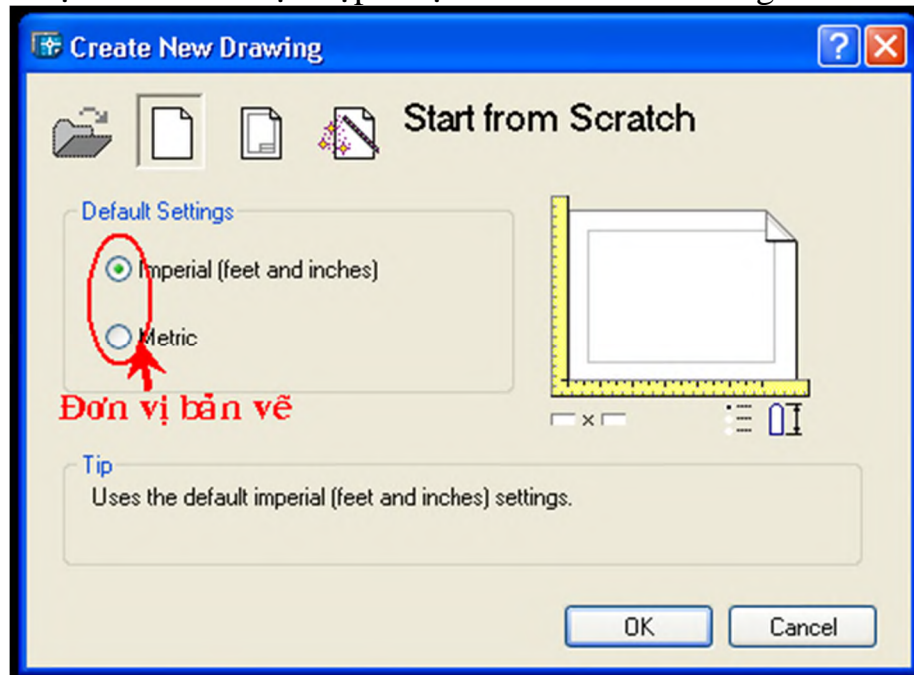 Create New Drawing
Start from Scratch
Default Settings
Imperial (feet and inches)
Metric
Đơn vị bản vẽ
Tip
Uses the default imperial (feet and inches) settings.
OK
Cancel